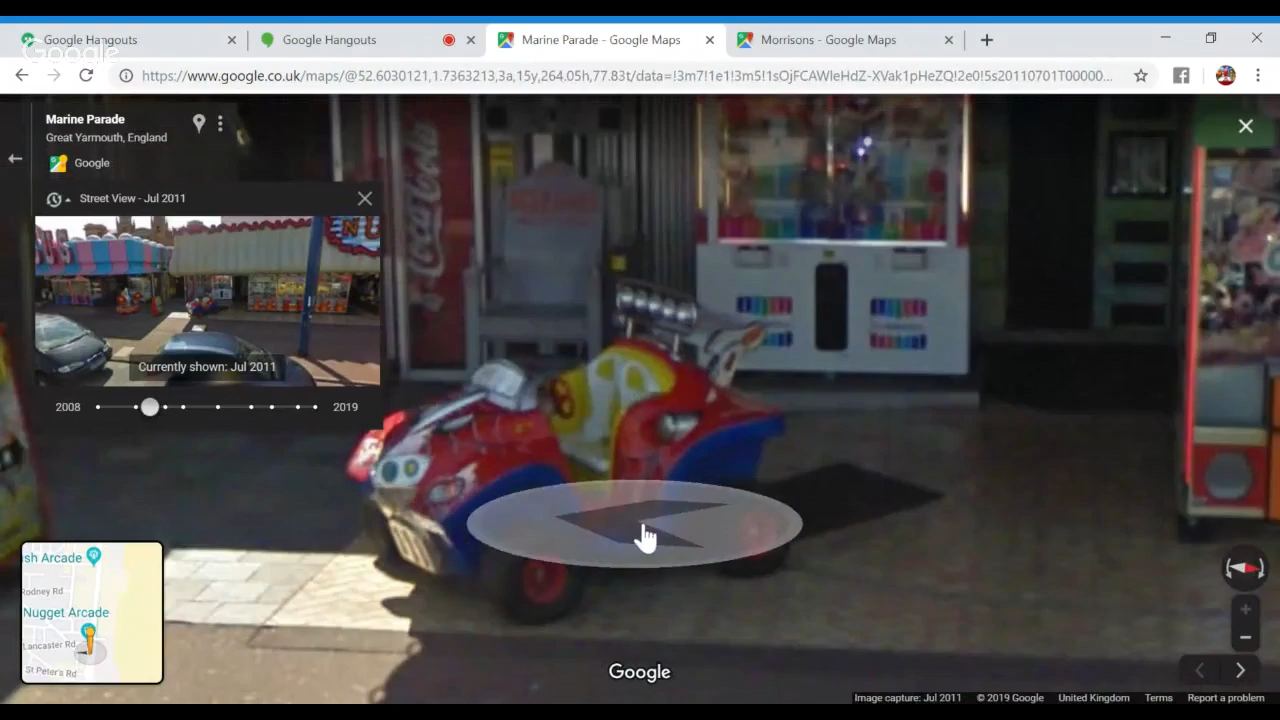 Google Hangouts
Google Hangouts
Marine Parade - Google Maps
Morrisons - Google Maps
Google
https://www.google.co.uk/maps/@52.6030121,1.7363213,3a,15y,264.05h,77.83t/data=!3m7!1e1!3m5!1sOjFCAWIeHdZ-XVak1pHeZQ!2e0!5s20110701T00000...
Marine Parade
Great Yarmouth, England
Google
Street View - Jul 2011
Currently shown: Jul 2011
2008
2019
Coca-Cola
sh Arcade
Rodney Rd
Nugget Arcade
Lancaster Rd
St Peter's Rd
Google
Image capture: Jul 2011
© 2019 Google
United Kingdom
Terms
Report a problem